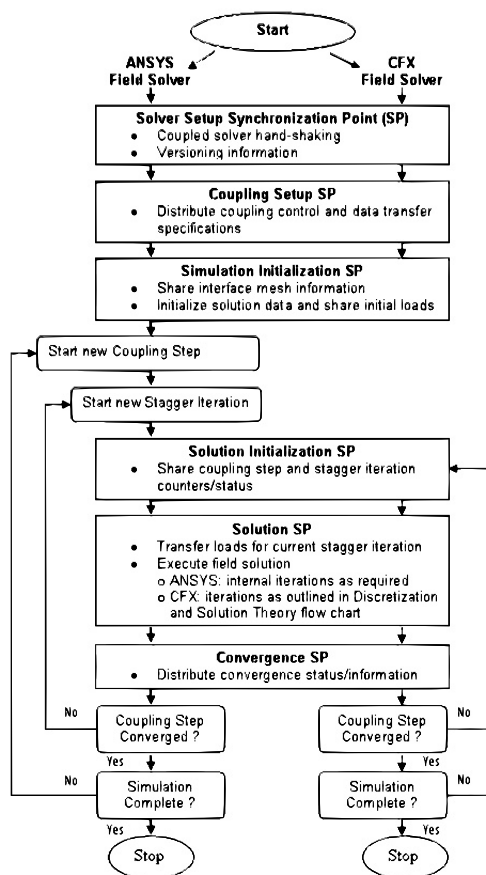 Start
ANSYS
Field Solver
CFX
Field Solver
Solver Setup Synchronization Point (SP)
• Coupled solver hand-shaking
• Versioning information
Coupling Setup SP
• Distribute coupling control and data transfer
specifications
Simulation Initialization SP
• Share interface mesh information
• Initialize solution data and share initial loads
Start new Coupling Step
Start new Stagger Iteration
Solution Initialization SP
• Share coupling step and stagger iteration
counters/status
Solution SP
• Transfer loads for current stagger iteration
• Execute field solution
o ANSYS: internal iterations as required
o CFX: iterations as outlined in Discretization
and Solution Theory flow chart
Convergence SP
• Distribute convergence status/information
No
Coupling Step
Converged ?
Yes
No
Simulation
Complete ?
Yes
Stop
Coupling Step
Converged ?
No
Yes
Simulation
Complete ?
No
Yes
Stop